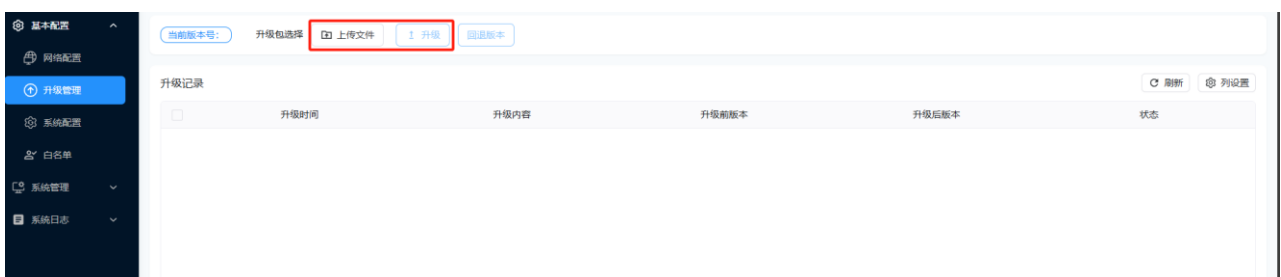 基本配置
网络配置
升级管理
系统配置
白名单
系统管理
系统日志
当前版本号： 升级包选择 上传文件 升级 回退版本
升级记录 刷新 列设置
升级时间 升级内容 升级前版本 升级后版本 状态